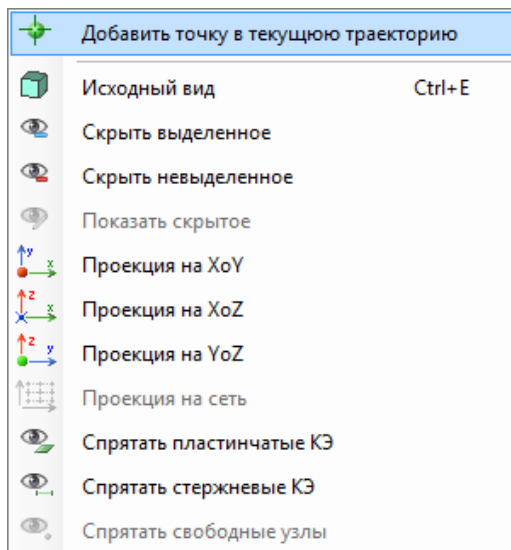 Добавить точку в текущюю траекторию
Исходный вид Ctrl+E
Скрыть выделенное
Скрыть невыделенное
Показать скрытое
Проекция на XoY
Проекция на XoZ
Проекция на YoZ
Проекция на сеть
Спрятать пластинчатые КЭ
Спрятать стержневые КЭ
Спрятать свободные узлы